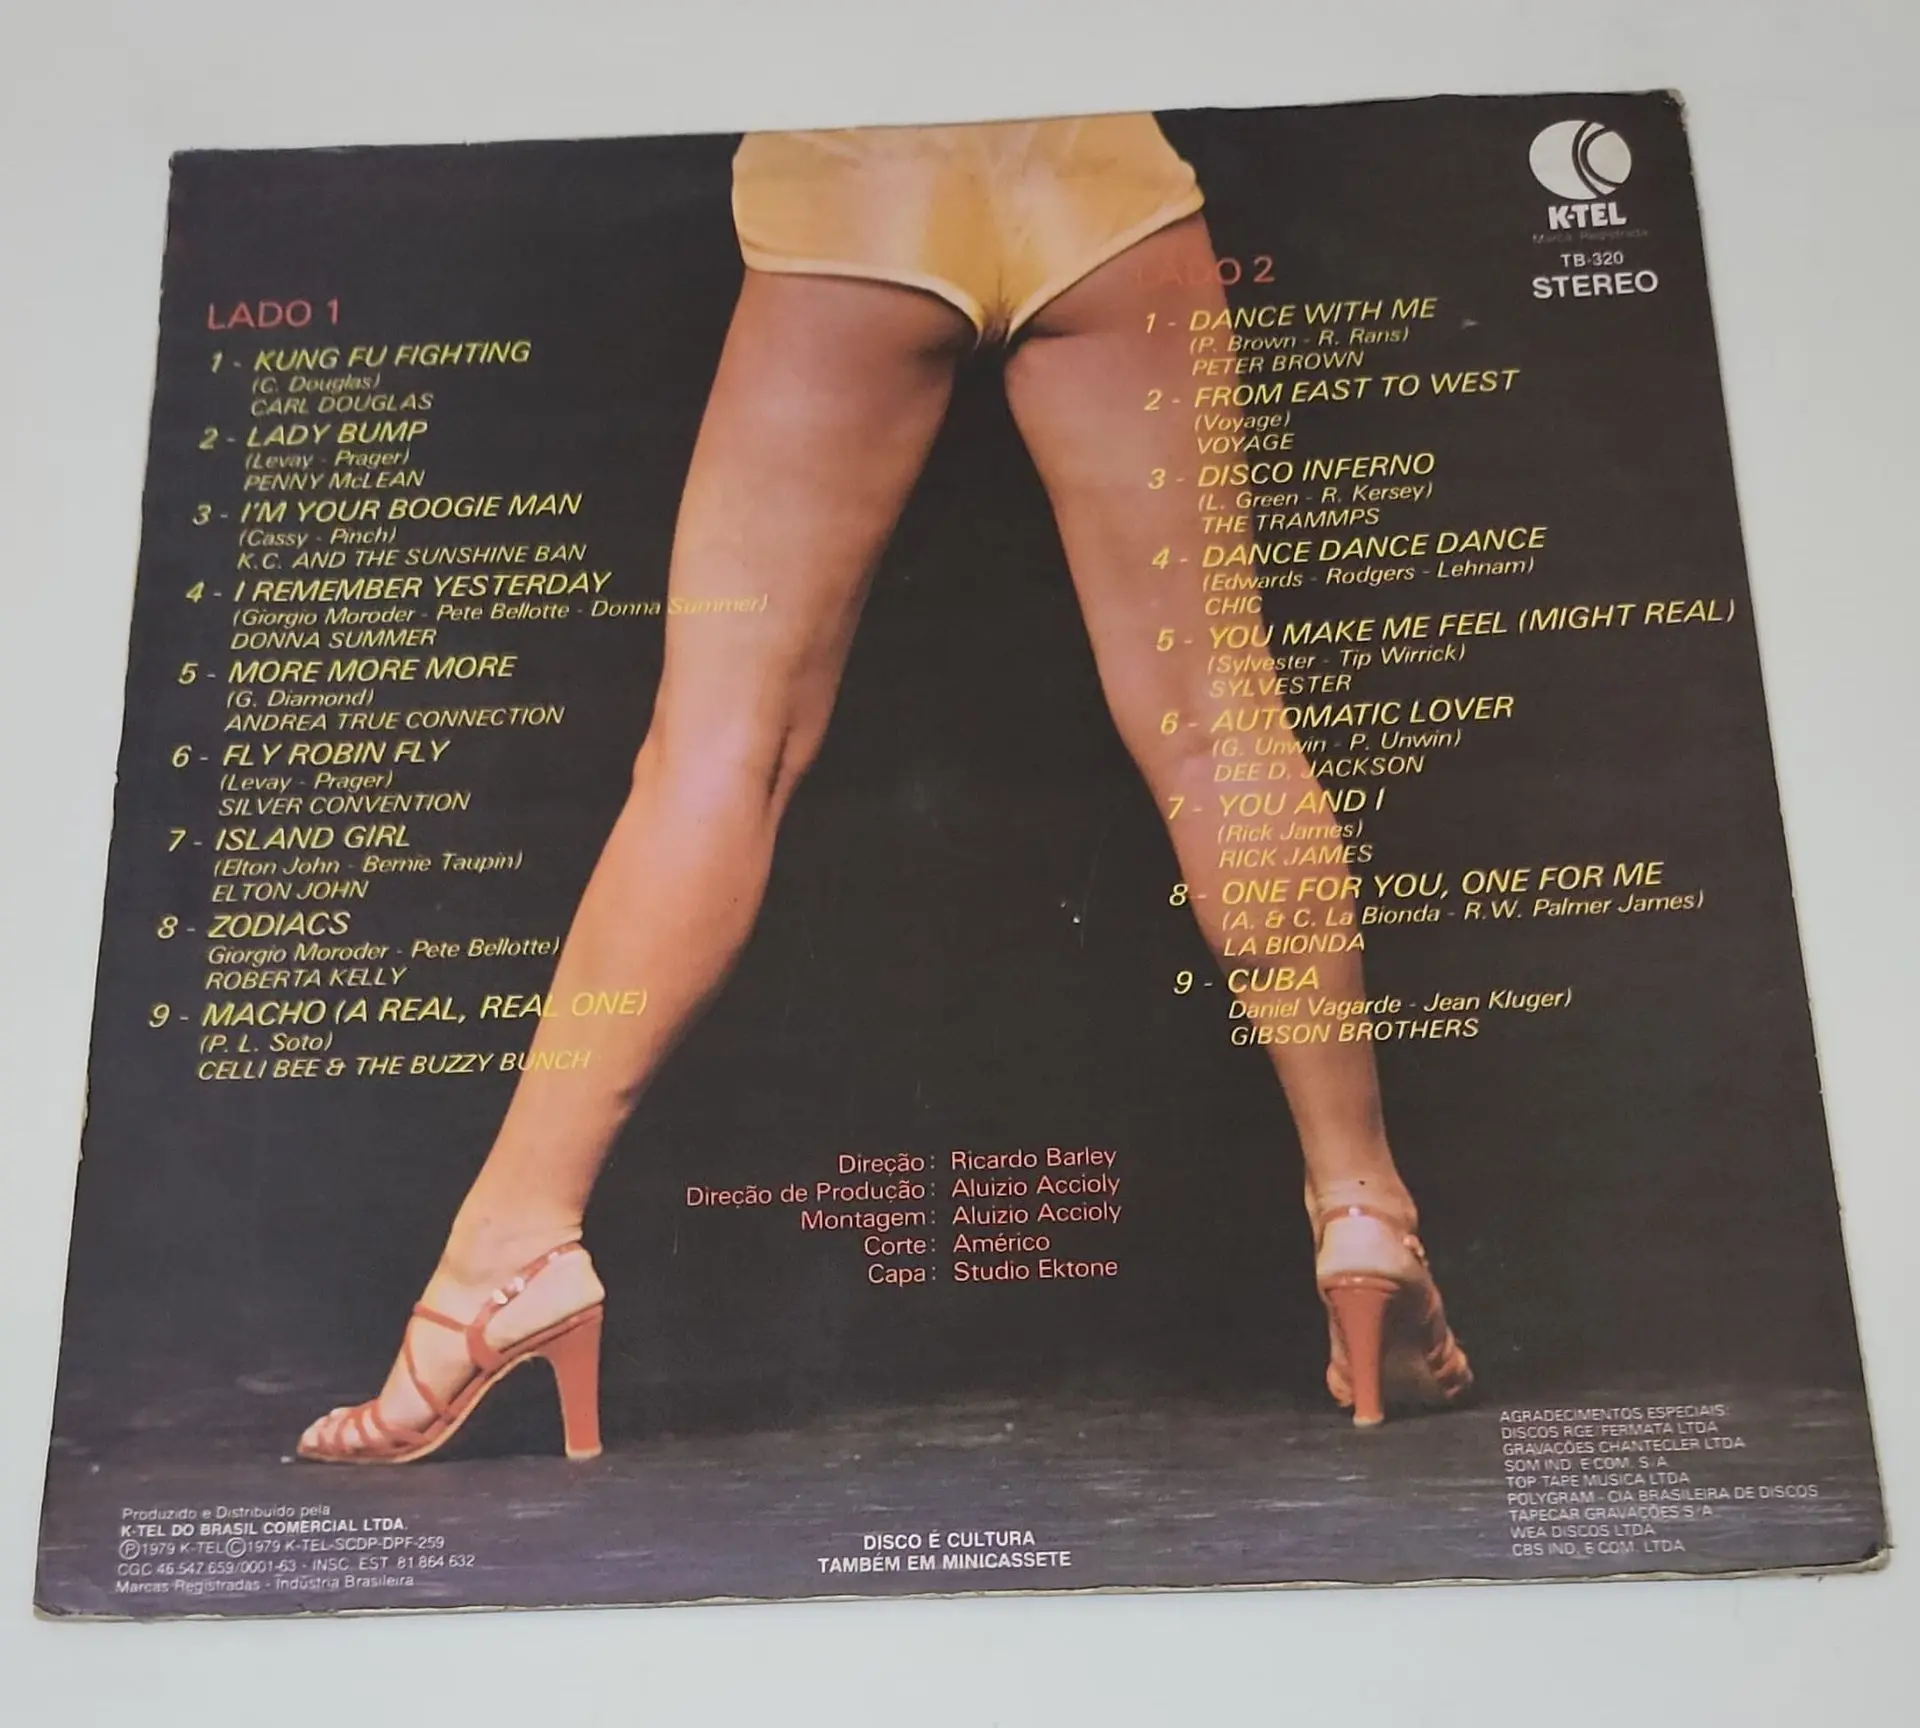 K-TEL
Marca Registrada
TB-320
STEREO
LADO 1
1 - KUNG FU FIGHTING
(C. Douglas)
CARL DOUGLAS
2 - LADY BUMP
(Levay - Prager)
PENNY McLEAN
3 - I'M YOUR BOOGIE MAN
(Cassy - Pinch)
K.C. AND THE SUNSHINE BAN
4 - I REMEMBER YESTERDAY
(Giorgio Moroder - Pete Bellotte - Donna Summer)
DONNA SUMMER
5 - MORE MORE MORE
(G. Diamond)
ANDREA TRUE CONNECTION
6 - FLY ROBIN FLY
(Levay - Prager)
SILVER CONVENTION
7 - ISLAND GIRL
(Elton John - Bernie Taupin)
ELTON JOHN
8 - ZODIACS
Giorgio Moroder - Pete Bellotte)
ROBERTA KELLY
9 - MACHO (A REAL, REAL ONE)
(P. L. Soto)
CELLI BEE & THE BUZZY BUNCH
LADO 2
1 - DANCE WITH ME
(P. Brown - R. Rans)
PETER BROWN
2 - FROM EAST TO WEST
(Voyage)
VOYAGE
3 - DISCO INFERNO
(L. Green - R. Kersey)
THE TRAMMPS
4 - DANCE DANCE DANCE
(Edwards - Rodgers - Lehnam)
CHIC
5 - YOU MAKE ME FEEL (MIGHT REAL)
(Sylvester - Tip Wirrick)
SYLVESTER
6 - AUTOMATIC LOVER
(G. Unwin - P. Unwin)
DEE D. JACKSON
7 - YOU AND I
(Rick James)
RICK JAMES
8 - ONE FOR YOU, ONE FOR ME
(A. & C. La Bionda - R.W. Palmer James)
LA BIONDA
9 - CUBA
Daniel Vagarde - Jean Kluger)
GIBSON BROTHERS
Direção: Ricardo Barley
Direção de Produção: Aluizio Accioly
Montagem: Aluizio Accioly
Corte: Américo
Capa: Studio Ektone
Produzido e Distribuído pela
K-TEL DO BRASIL COMERCIAL LTDA.
Ⓟ1979 K-TEL©1979 K-TEL-SCDP-DPF-259
CGC 46.547.659/0001-63 - INSC. EST. 81 864 632
Marcas Registradas - Indústria Brasileira
DISCO É CULTURA
TAMBÉM EM MINICASSETE
AGRADECIMENTOS ESPECIAIS:
DISCOS RGE/FERMATA LTDA
GRAVAÇÕES CHANTECLER LTDA
SOM IND. E COM. S/A
TOP TAPE MÚSICA LTDA
POLYGRAM - CIA BRASILEIRA DE DISCOS
TAPECAR GRAVAÇÕES S/A
WEA DISCOS LTDA
CBS IND. E COM. LTDA